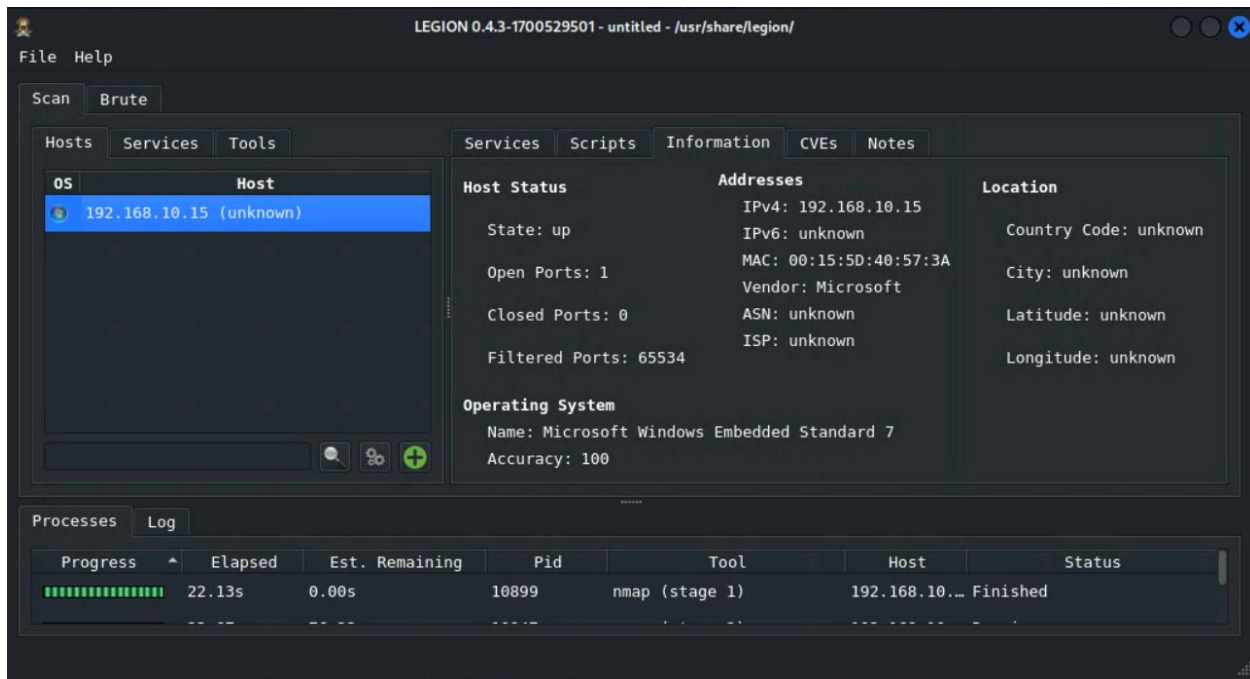 LEGION 0.4.3-1700529501 - untitled - /usr/share/legion/
File Help
Scan Brute
Hosts Services Tools
OS Host
192.168.10.15 (unknown)
Services Scripts Information CVEs Notes
Host Status
State: up
Open Ports: 1
Closed Ports: 0
Filtered Ports: 65534
Addresses
IPv4: 192.168.10.15
IPv6: unknown
MAC: 00:15:5D:40:57:3A
Vendor: Microsoft
ASN: unknown
ISP: unknown
Location
Country Code: unknown
City: unknown
Latitude: unknown
Longitude: unknown
Operating System
Name: Microsoft Windows Embedded Standard 7
Accuracy: 100
Processes Log
Progress Elapsed Est. Remaining Pid Tool Host Status
22.13s 0.00s 10899 nmap (stage 1) 192.168.10.… Finished